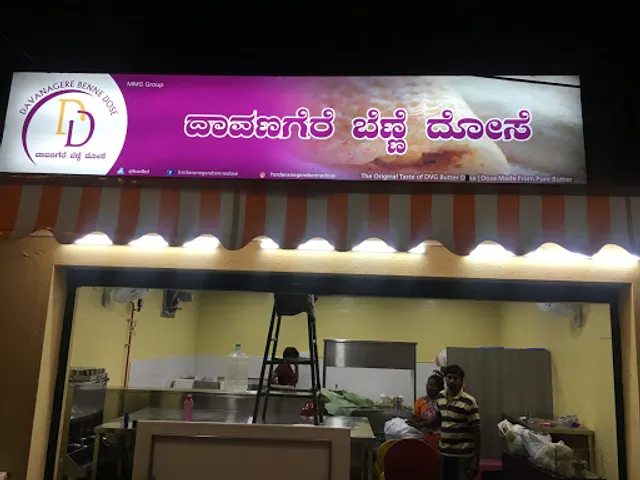 DAVANAGERE BENNE DOSE
DD
ದಾವಣಗೆರೆ ಬೆಣ್ಣೆ ದೋಸೆ
MMG Group
ದಾವಣಗೆರೆ ಬೆಣ್ಣೆ ದೋಸೆ
The Original Taste of DVG Butter Dosa | Dosa Made From Pure Butter